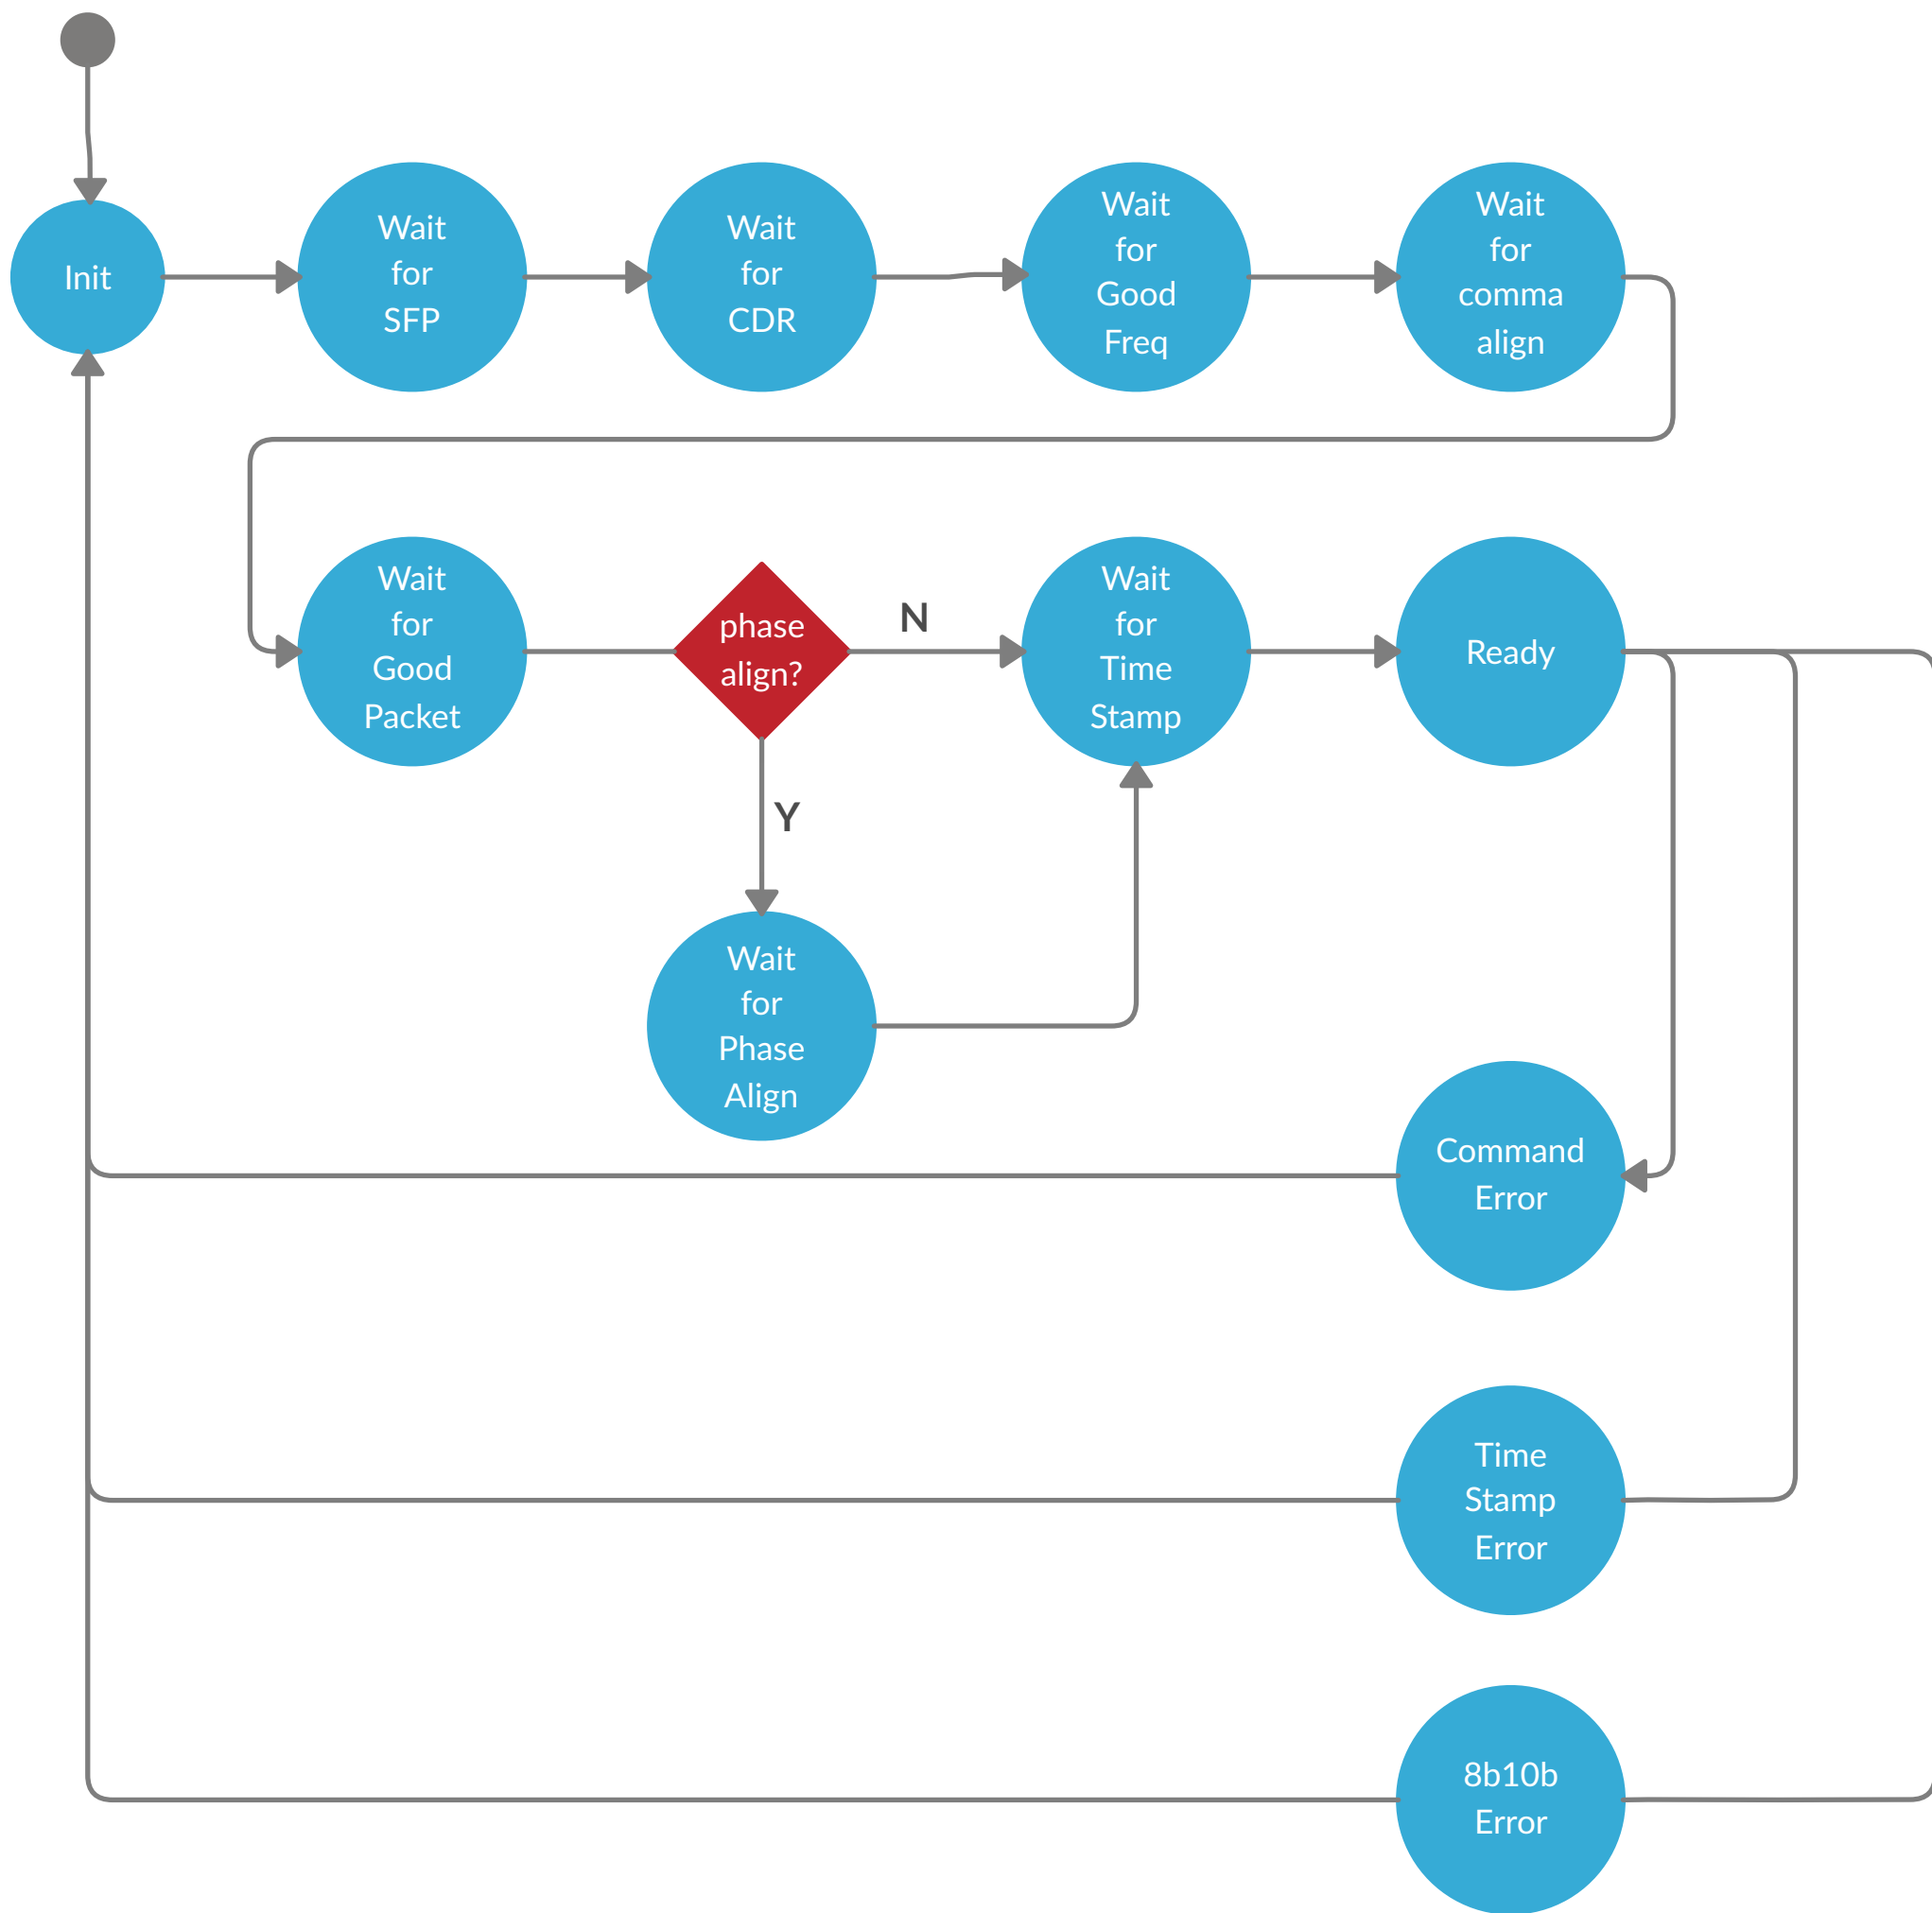 Init
Wait
for
SFP
Wait
for
CDR
Wait
for
Good
Freq
Wait
for
comma
align
Wait
for
Good
Packet
phase
align?
N
Wait
for
Time
Stamp
Ready
Y
Wait
for
Phase
Align
Command
Error
Time
Stamp
Error
8b10b
Error